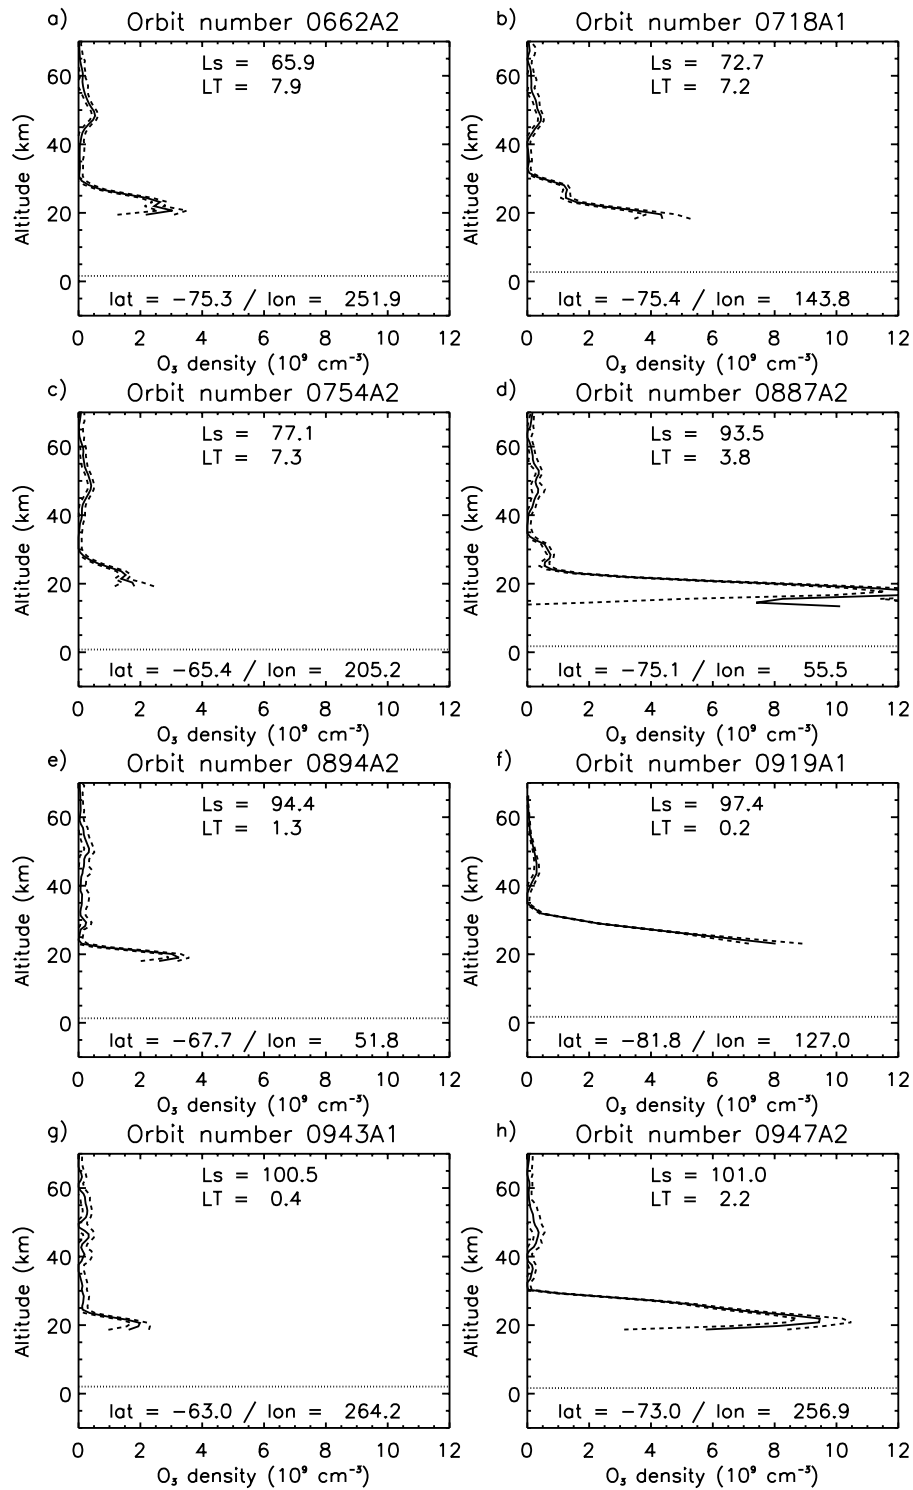 a) Orbit number 0662A2
Ls = 65.9
LT = 7.9
60
40
20
0
Altitude (km)
lat = −75.3 / lon = 251.9
0 2 4 6 8 10 12
O₃ density (10⁹ cm⁻³)
b) Orbit number 0718A1
Ls = 72.7
LT = 7.2
60
40
20
0
Altitude (km)
lat = −75.4 / lon = 143.8
0 2 4 6 8 10 12
O₃ density (10⁹ cm⁻³)
c) Orbit number 0754A2
Ls = 77.1
LT = 7.3
60
40
20
0
Altitude (km)
lat = −65.4 / lon = 205.2
0 2 4 6 8 10 12
O₃ density (10⁹ cm⁻³)
d) Orbit number 0887A2
Ls = 93.5
LT = 3.8
60
40
20
0
Altitude (km)
lat = −75.1 / lon = 55.5
0 2 4 6 8 10 12
O₃ density (10⁹ cm⁻³)
e) Orbit number 0894A2
Ls = 94.4
LT = 1.3
60
40
20
0
Altitude (km)
lat = −67.7 / lon = 51.8
0 2 4 6 8 10 12
O₃ density (10⁹ cm⁻³)
f) Orbit number 0919A1
Ls = 97.4
LT = 0.2
60
40
20
0
Altitude (km)
lat = −81.8 / lon = 127.0
0 2 4 6 8 10 12
O₃ density (10⁹ cm⁻³)
g) Orbit number 0943A1
Ls = 100.5
LT = 0.4
60
40
20
0
Altitude (km)
lat = −63.0 / lon = 264.2
0 2 4 6 8 10 12
O₃ density (10⁹ cm⁻³)
h) Orbit number 0947A2
Ls = 101.0
LT = 2.2
60
40
20
0
Altitude (km)
lat = −73.0 / lon = 256.9
0 2 4 6 8 10 12
O₃ density (10⁹ cm⁻³)